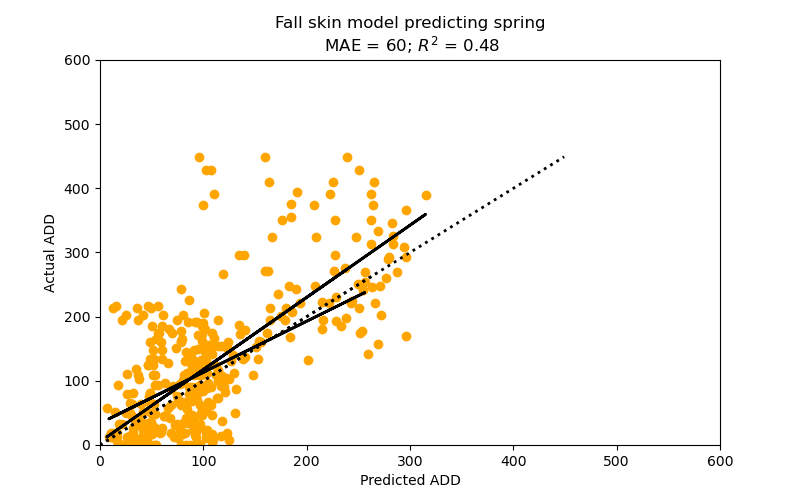 Fall skin model predicting spring
MAE = 60; $R^2$ = 0.48
600
500
400
300
200
100
0
Actual ADD
0 100 200 300 400 500 600
Predicted ADD